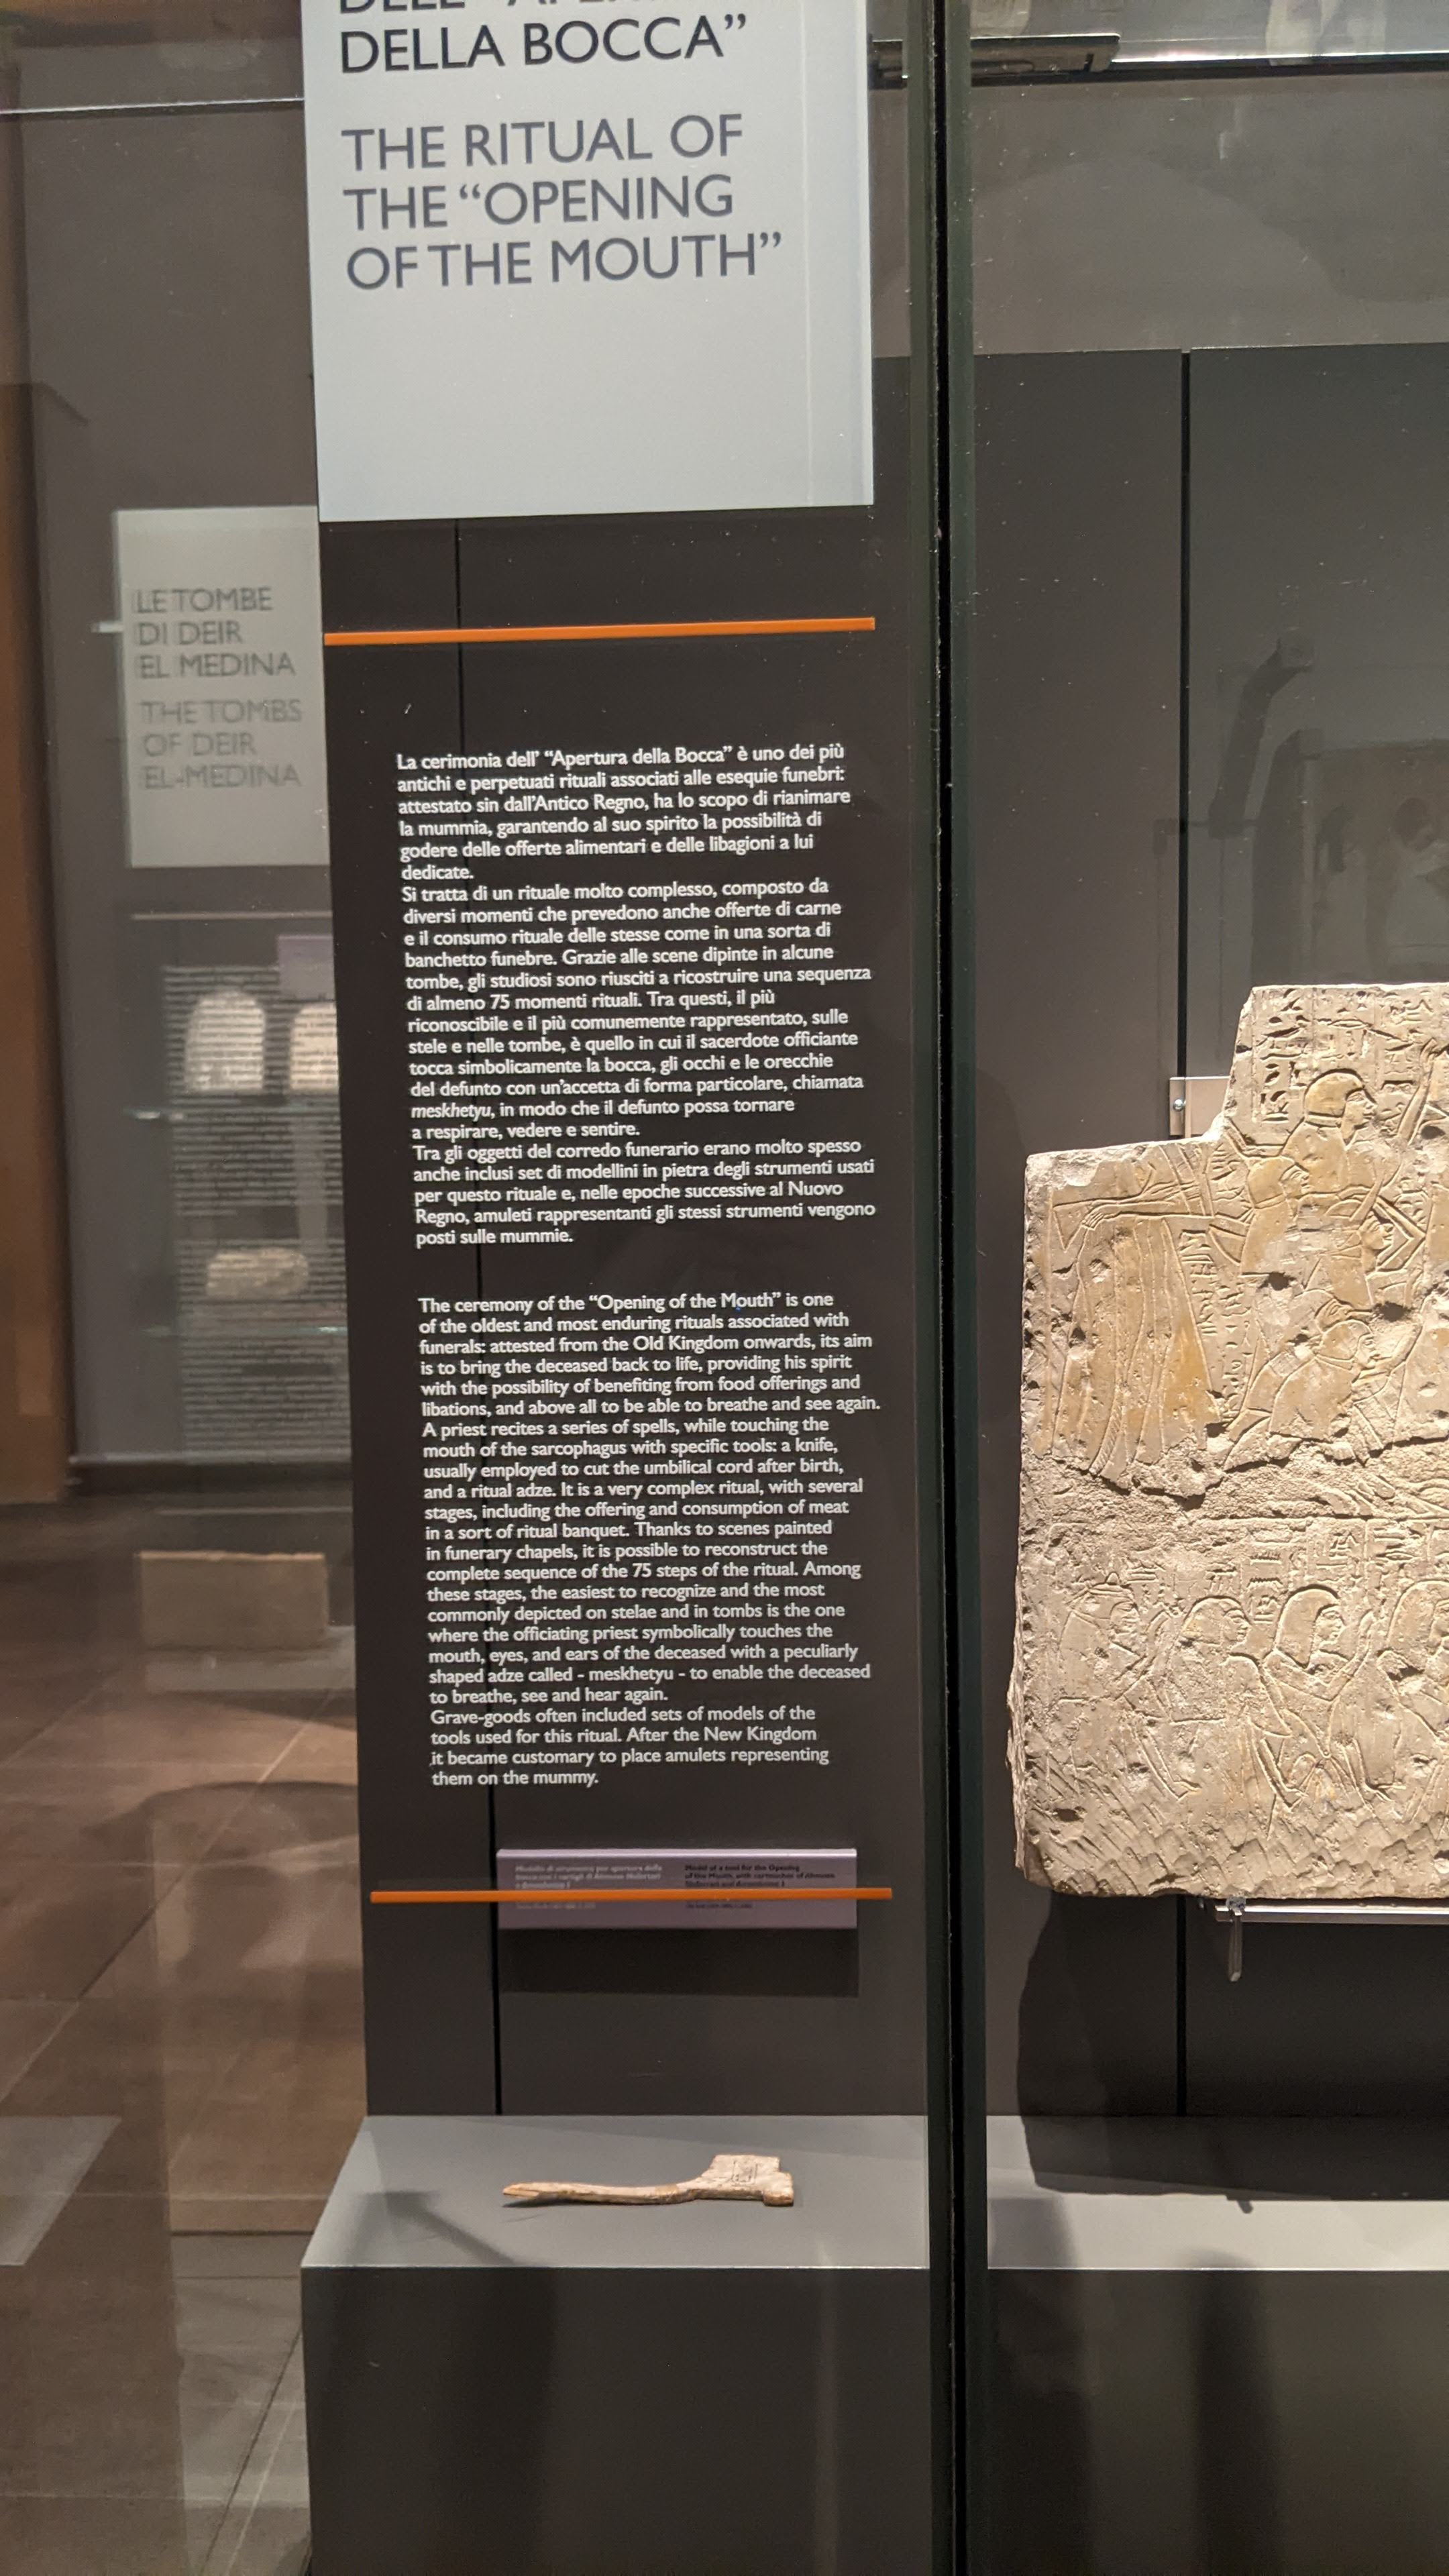 DELLA BOCCA”
THE RITUAL OF
THE “OPENING
OF THE MOUTH”
LE TOMBE
DI DEIR
EL MEDINA
THE TOMBS
OF DEIR
EL-MEDINA
La cerimonia dell’ “Apertura della Bocca” è uno dei più
antichi e perpetuati rituali associati alle esequie funebri:
attestato sin dall’Antico Regno, ha lo scopo di rianimare
la mummia, garantendo al suo spirito la possibilità di
godere delle offerte alimentari e delle libagioni a lui
dedicate.
Si tratta di un rituale molto complesso, composto da
diversi momenti che prevedono anche offerte di carne
e il consumo rituale delle stesse come in una sorta di
banchetto funebre. Grazie alle scene dipinte in alcune
tombe, gli studiosi sono riusciti a ricostruire una sequenza
di almeno 75 momenti rituali. Tra questi, il più
riconoscibile e il più comunemente rappresentato, sulle
stele e nelle tombe, è quello in cui il sacerdote officiante
tocca simbolicamente la bocca, gli occhi e le orecchie
del defunto con un’accetta di forma particolare, chiamata
meskhetyu, in modo che il defunto possa tornare
a respirare, vedere e sentire.
Tra gli oggetti del corredo funerario erano molto spesso
anche inclusi set di modellini in pietra degli strumenti usati
per questo rituale e, nelle epoche successive al Nuovo
Regno, amuleti rappresentanti gli stessi strumenti vengono
posti sulle mummie.
The ceremony of the “Opening of the Mouth” is one
of the oldest and most enduring rituals associated with
funerals: attested from the Old Kingdom onwards, its aim
is to bring the deceased back to life, providing his spirit
with the possibility of benefiting from food offerings and
libations, and above all to be able to breathe and see again.
A priest recites a series of spells, while touching the
mouth of the sarcophagus with specific tools: a knife,
usually employed to cut the umbilical cord after birth,
and a ritual adze. It is a very complex ritual, with several
stages, including the offering and consumption of meat
in a sort of ritual banquet. Thanks to scenes painted
in funerary chapels, it is possible to reconstruct the
complete sequence of the 75 steps of the ritual. Among
these stages, the easiest to recognize and the most
commonly depicted on stelae and in tombs is the one
where the officiating priest symbolically touches the
mouth, eyes, and ears of the deceased with a peculiarly
shaped adze called - meskhetyu - to enable the deceased
to breathe, see and hear again.
Grave-goods often included sets of models of the
tools used for this ritual. After the New Kingdom
it became customary to place amulets representing
them on the mummy.
Model of a tool for the Opening
of the Mouth, with cartouches of Ahmose